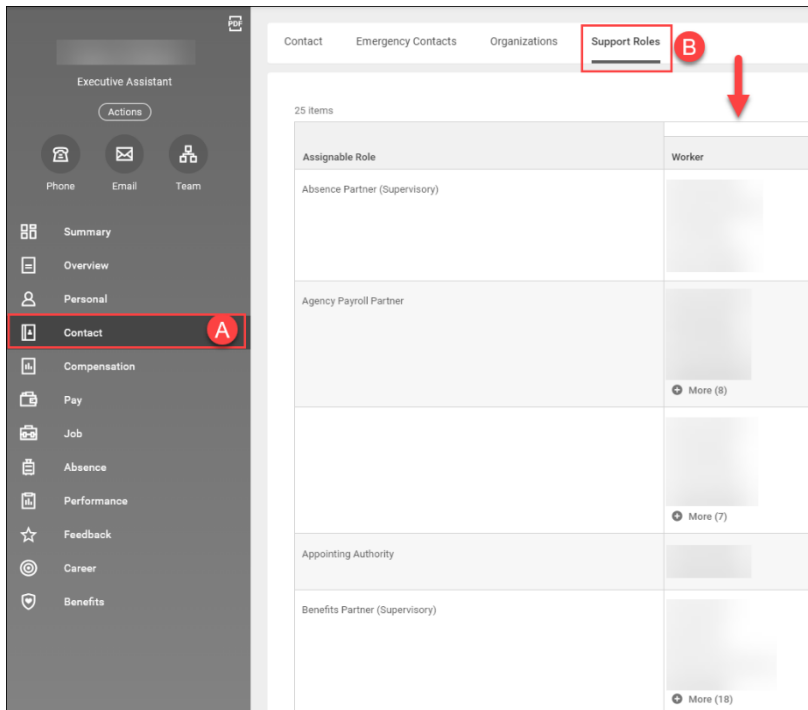 PDF
Executive Assistant
Actions
Phone Email Team
Summary
Overview
Personal
Contact A
Compensation
Pay
Job
Absence
Performance
Feedback
Career
Benefits
Contact Emergency Contacts Organizations Support Roles B
25 items
Assignable Role Worker
Absence Partner (Supervisory)
Agency Payroll Partner
More (8)
More (7)
Appointing Authority
Benefits Partner (Supervisory)
More (18)